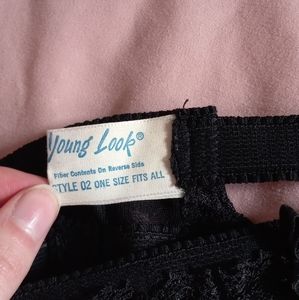 Young Look®
Fiber Contents On Reverse Side
STYLE 02 ONE SIZE FITS ALL